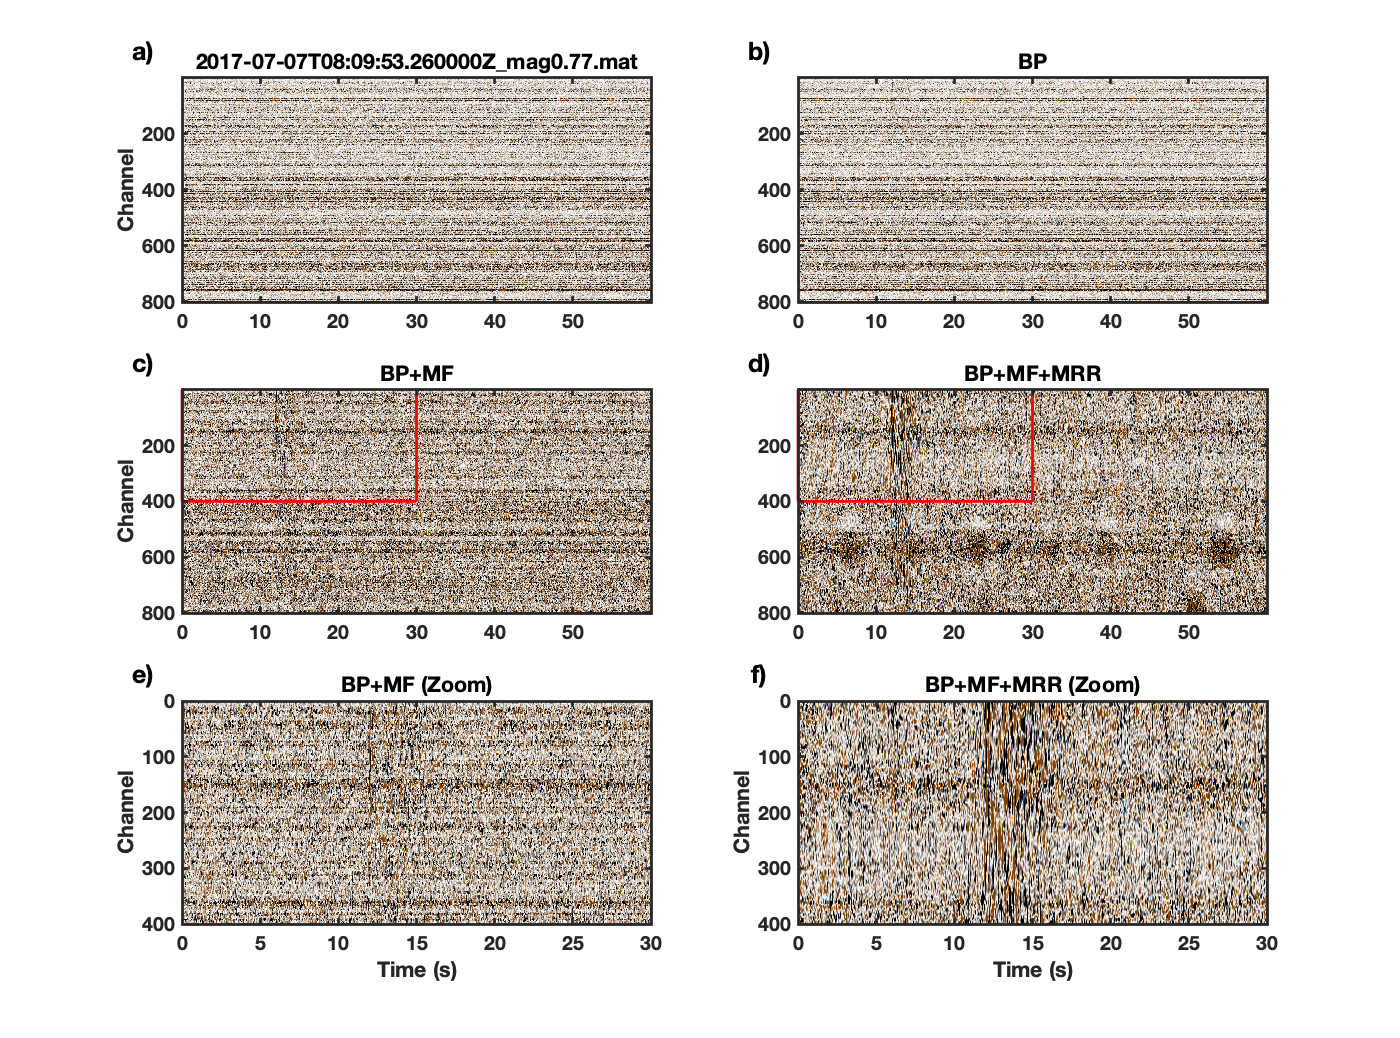 a)
2017-07-07T08:09:53.260000Z_mag0.77.mat
Channel
200
400
600
800
0 10 20 30 40 50
b)
BP
200
400
600
800
0 10 20 30 40 50
c)
BP+MF
Channel
200
400
600
800
0 10 20 30 40 50
d)
BP+MF+MRR
200
400
600
800
0 10 20 30 40 50
e)
BP+MF (Zoom)
Channel
0
100
200
300
400
0 5 10 15 20 25 30
Time (s)
f)
BP+MF+MRR (Zoom)
Channel
0
100
200
300
400
0 5 10 15 20 25 30
Time (s)